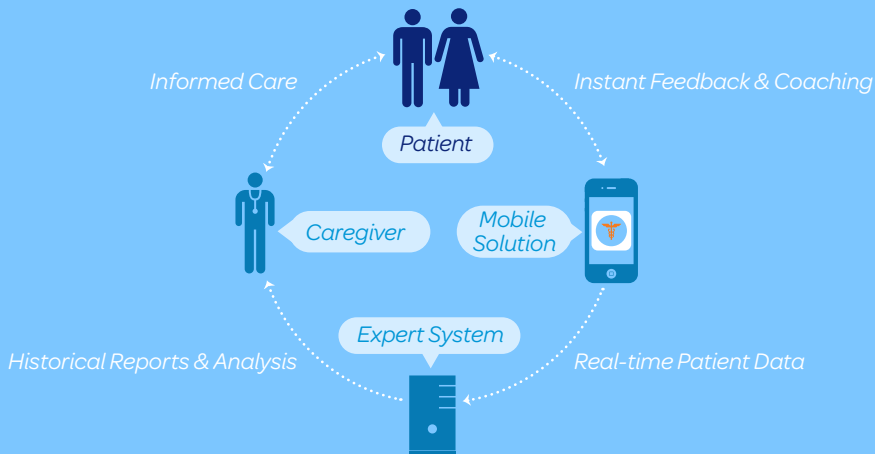 Informed Care
Instant Feedback & Coaching
Patient
Caregiver
Mobile
Solution
Expert System
Historical Reports & Analysis
Real-time Patient Data